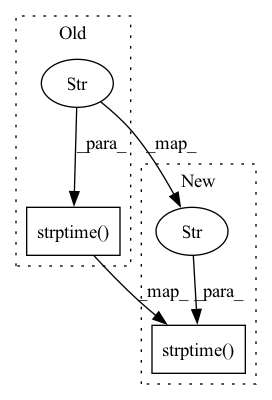 Old
Str
_para_
_map_
New
strptime()
Str
_map_
_para_
strptime()